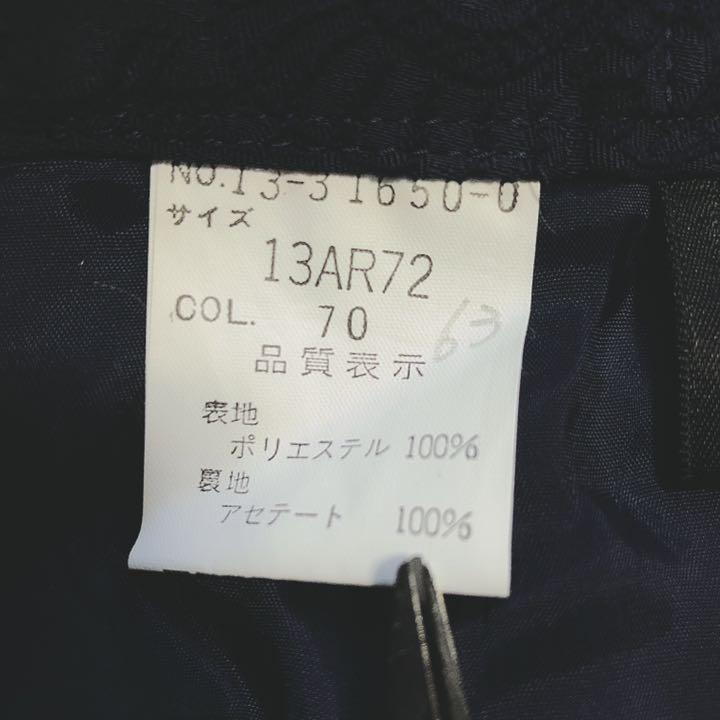 NO.13-31650-0
サイズ
13AR72
COL. 70
63
品質表示
表地
ポリエステル 100%
裏地
アセテート 100%